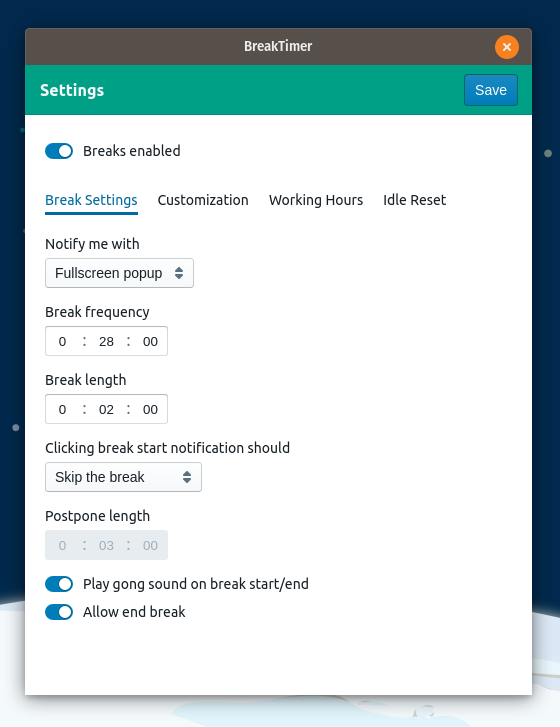 BreakTimer
Settings
Save
Breaks enabled
Break Settings Customization Working Hours Idle Reset
Notify me with
Fullscreen popup
Break frequency
0 : 28 : 00
Break length
0 : 02 : 00
Clicking break start notification should
Skip the break
Postpone length
0 : 03 : 00
Play gong sound on break start/end
Allow end break